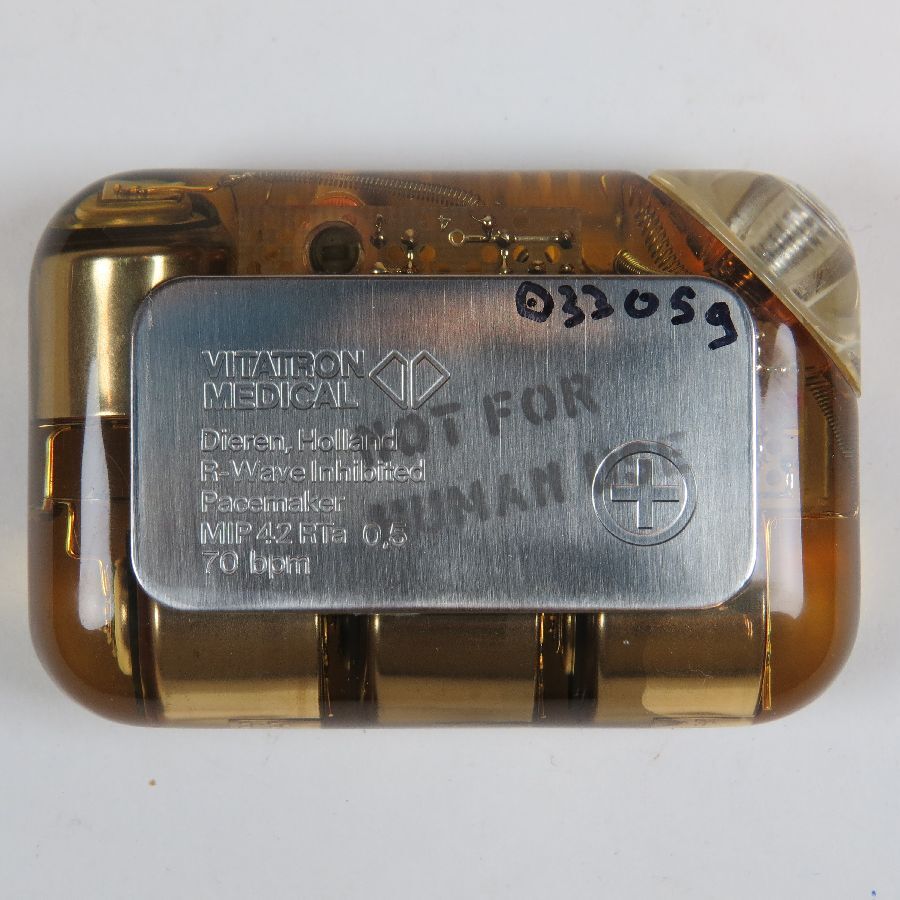 4
033059
VITATRON
MEDICAL
NOT FOR
HUMAN USE
Dieren, Holland
R-Wave Inhibited
Pacemaker
MIP 42 RTa 0,5
70 bpm